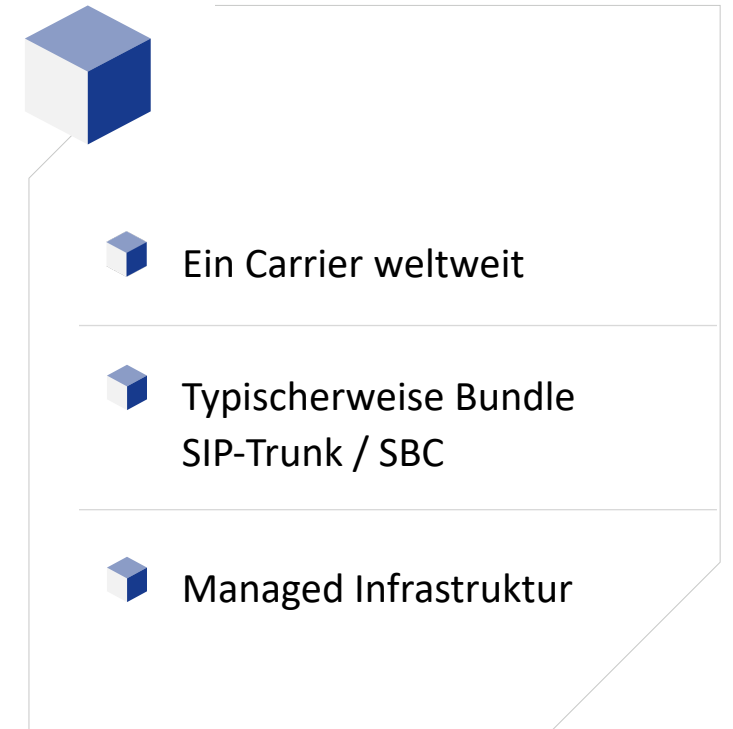 Ein Carrier weltweit
Typischerweise Bundle
SIP-Trunk / SBC
Managed Infrastruktur